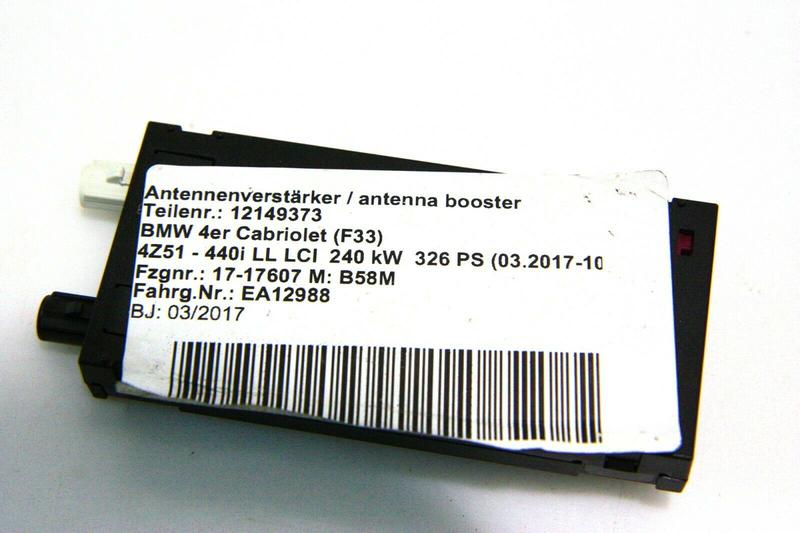 Antennenverstärker / antenna booster
Teilenr.: 12149373
BMW 4er Cabriolet (F33)
4Z51 - 440i LL LCI 240 kW 326 PS (03.2017-10
Fzgnr.: 17-17607 M: B58M
Fahrg.Nr.: EA12988
BJ: 03/2017